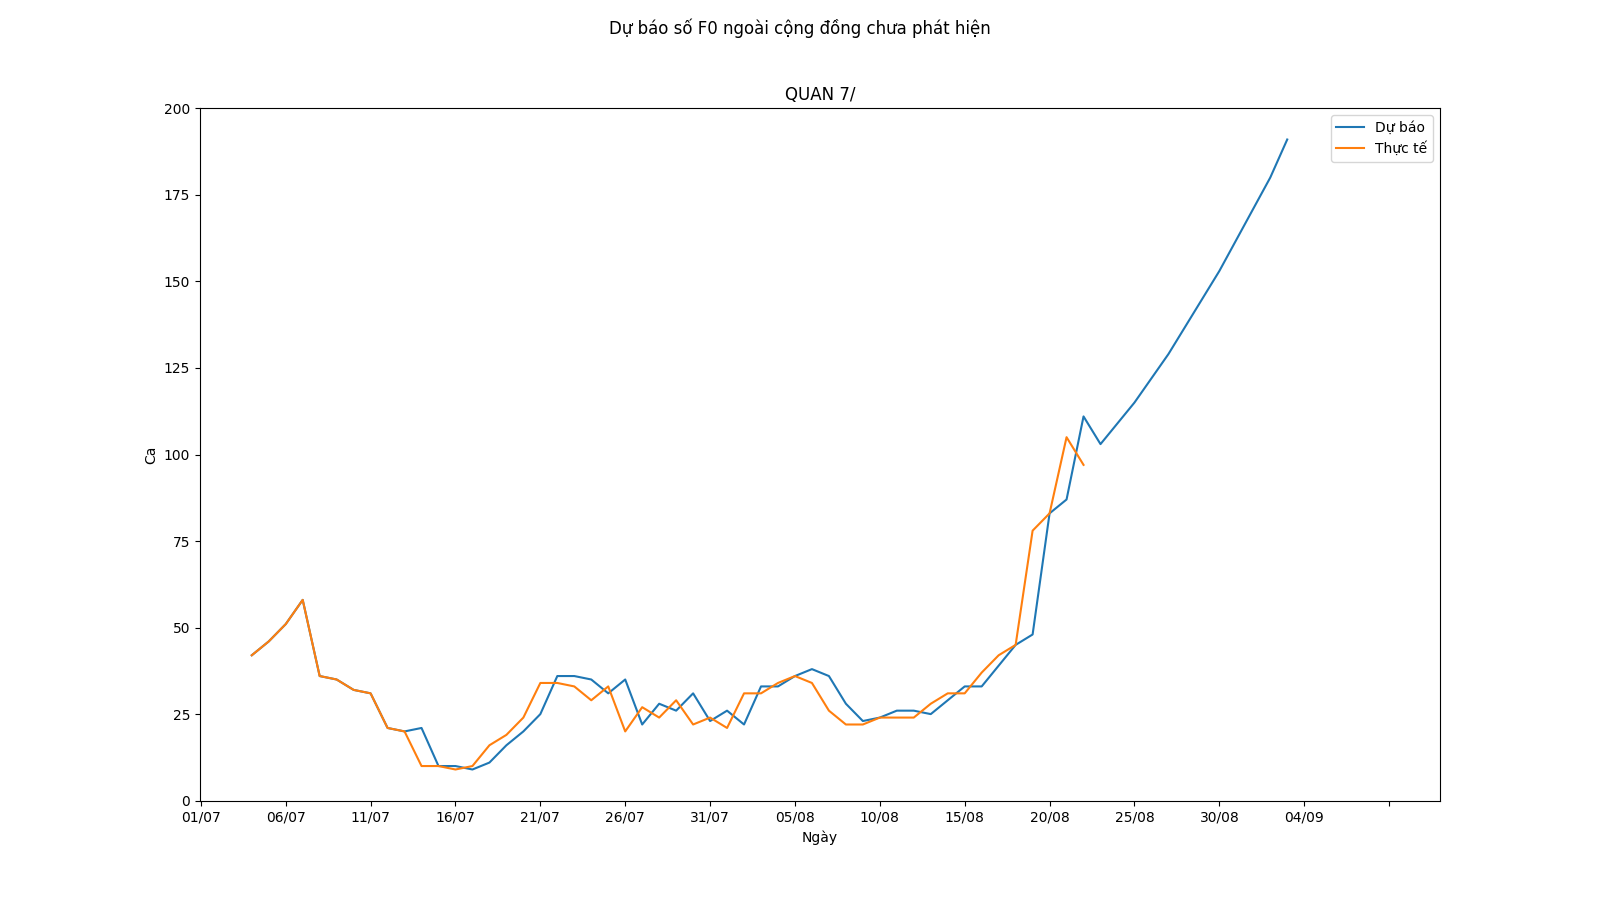 Dự báo số F0 ngoài cộng đồng chưa phát hiện
QUAN 7/
200
175
150
125
100
75
50
25
0
Ca
Dự báo
Thực tế
01/07 06/07 11/07 16/07 21/07 26/07 31/07 05/08 10/08 15/08 20/08 25/08 30/08 04/09
Ngày